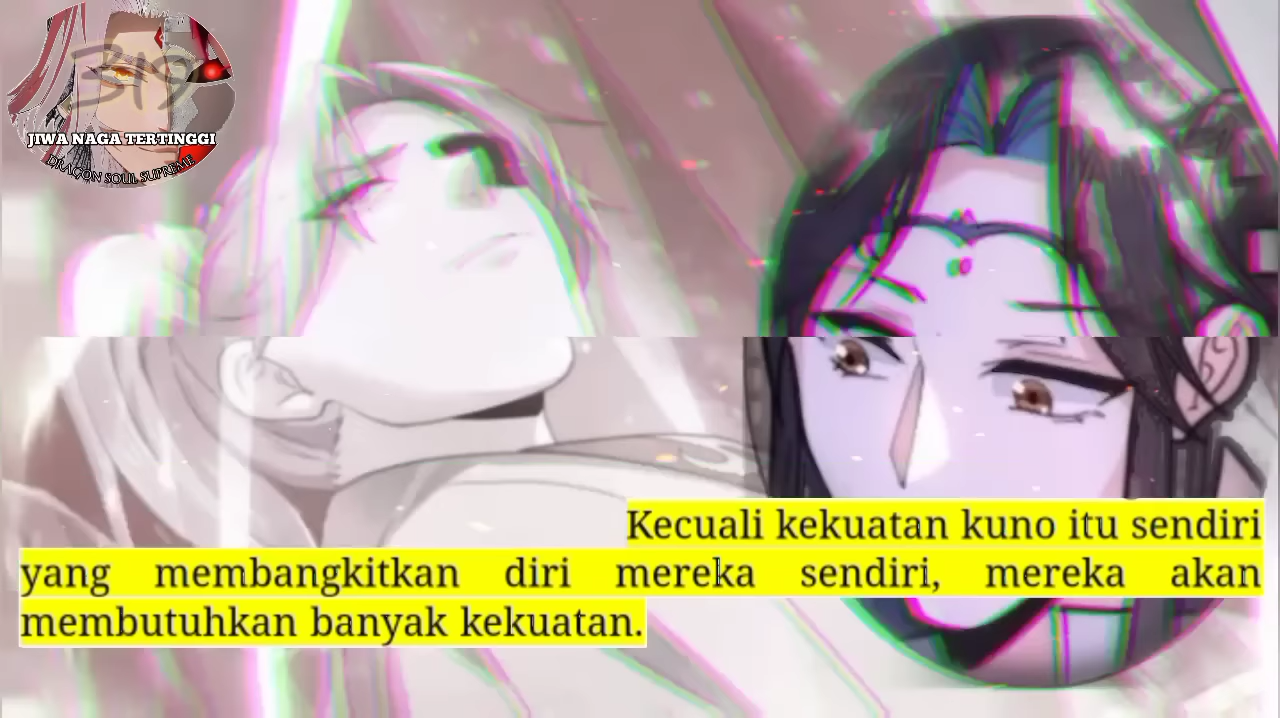 319
JIWA NAGA TERTINGGI
DRAGON SOUL SUPREME
Kecuali kekuatan kuno itu sendiri
yang membangkitkan diri mereka sendiri, mereka akan
membutuhkan banyak kekuatan.